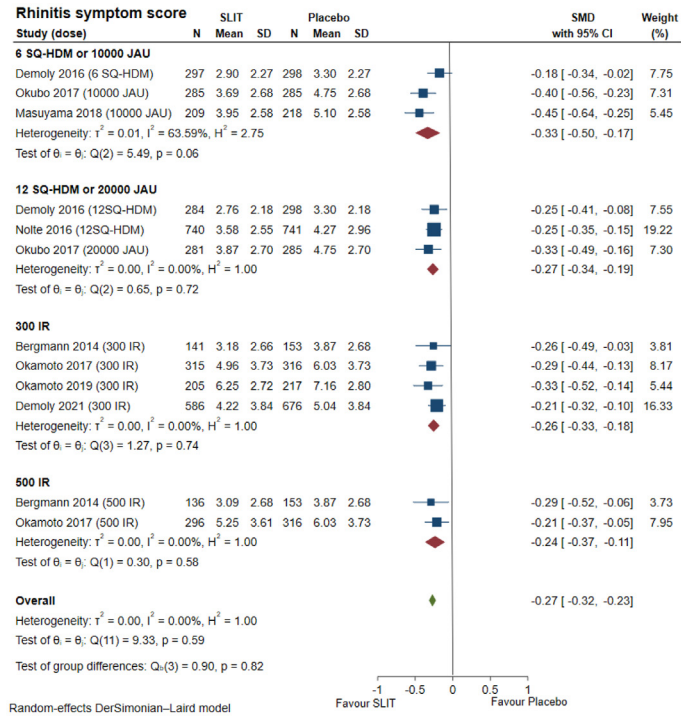 Rhinitis symptom score SLIT Placebo SMD Weight
Study (dose) N Mean SD N Mean SD with 95% CI (%)
6 SQ-HDM or 10000 JAU
Demoly 2016 (6 SQ-HDM) 297 2.90 2.27 298 3.30 2.27 -0.18 [ -0.34, -0.02] 7.75
Okubo 2017 (10000 JAU) 285 3.69 2.68 285 4.75 2.68 -0.40 [ -0.56, -0.23] 7.31
Masuyama 2018 (10000 JAU) 209 3.95 2.58 218 5.10 2.58 -0.45 [ -0.64, -0.25] 5.45
Heterogeneity: τ² = 0.01, I² = 63.59%, H² = 2.75 -0.33 [ -0.50, -0.17]
Test of θᵢ = θⱼ: Q(2) = 5.49, p = 0.06
12 SQ-HDM or 20000 JAU
Demoly 2016 (12SQ-HDM) 284 2.76 2.18 298 3.30 2.18 -0.25 [ -0.41, -0.08] 7.55
Nolte 2016 (12SQ-HDM) 740 3.58 2.55 741 4.27 2.96 -0.25 [ -0.35, -0.15] 19.22
Okubo 2017 (20000 JAU) 281 3.87 2.70 285 4.75 2.70 -0.33 [ -0.49, -0.16] 7.30
Heterogeneity: τ² = 0.00, I² = 0.00%, H² = 1.00 -0.27 [ -0.34, -0.19]
Test of θᵢ = θⱼ: Q(2) = 0.65, p = 0.72
300 IR
Bergmann 2014 (300 IR) 141 3.18 2.66 153 3.87 2.68 -0.26 [ -0.49, -0.03] 3.81
Okamoto 2017 (300 IR) 315 4.96 3.73 316 6.03 3.73 -0.29 [ -0.44, -0.13] 8.17
Okamoto 2019 (300 IR) 205 6.25 2.72 217 7.16 2.80 -0.33 [ -0.52, -0.14] 5.44
Demoly 2021 (300 IR) 586 4.22 3.84 676 5.04 3.84 -0.21 [ -0.32, -0.10] 16.33
Heterogeneity: τ² = 0.00, I² = 0.00%, H² = 1.00 -0.26 [ -0.33, -0.18]
Test of θᵢ = θⱼ: Q(3) = 1.27, p = 0.74
500 IR
Bergmann 2014 (500 IR) 136 3.09 2.68 153 3.87 2.68 -0.29 [ -0.52, -0.06] 3.73
Okamoto 2017 (500 IR) 296 5.25 3.61 316 6.03 3.73 -0.21 [ -0.37, -0.05] 7.95
Heterogeneity: τ² = 0.00, I² = 0.00%, H² = 1.00 -0.24 [ -0.37, -0.11]
Test of θᵢ = θⱼ: Q(1) = 0.30, p = 0.58
Overall -0.27 [ -0.32, -0.23]
Heterogeneity: τ² = 0.00, I² = 0.00%, H² = 1.00
Test of θᵢ = θⱼ: Q(11) = 9.33, p = 0.59
Test of group differences: Q_b(3) = 0.90, p = 0.82
-1 -0.5 0 0.5 1
Favour SLIT Favour Placebo
Random-effects DerSimonian–Laird model